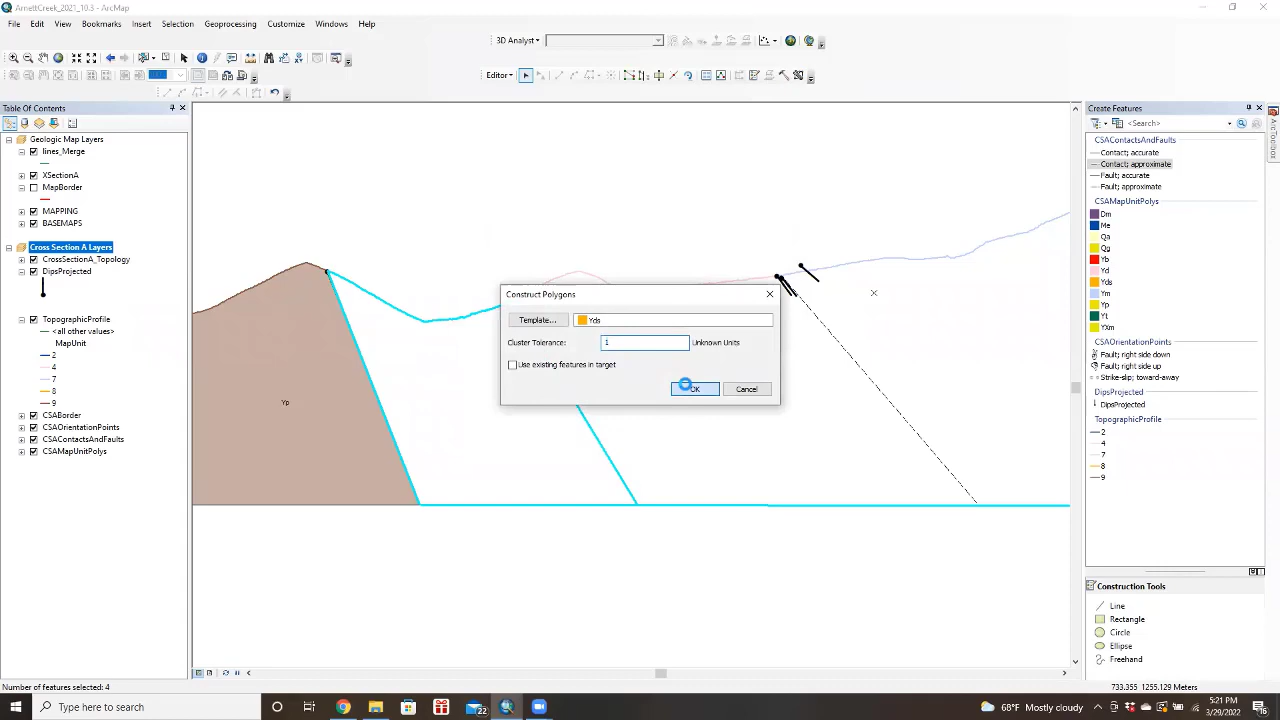 ArnettCreek_2021_10.5 - ArcMap
File Edit View Bookmarks Insert Selection Geoprocessing Customize Windows Help
3D Analyst
Editor
Table Of Contents
Geologic Map Layers
lines_Merge
XSectionA
MapBorder
MAPPING
BASEMAPS
Cross Section A Layers
CrossSectionA_Topology
DipsProjected
TopographicProfile
<all other values>
MapUnit
2
4
7
8
9
CSABorder
CSAOrientationPoints
CSAContactsAndFaults
CSAMapUnitPolys
Yp
Construct Polygons
Template... Yds
Cluster Tolerance: 1 Unknown Units
Use existing features in target
OK Cancel
Create Features
<Search>
CSAContactsAndFaults
Contact; accurate
Contact; approximate
Fault; accurate
Fault; approximate
CSAMapUnitPolys
Dm
Me
Qa
Qg
Yb
Yd
Yds
Ym
Yp
Yt
YXm
CSAOrientationPoints
Fault; right side down
Fault; right side up
Strike-slip; toward-away
DipsProjected
DipsProjected
TopographicProfile
2
4
7
8
9
Construction Tools
Line
Rectangle
Circle
Ellipse
Freehand
ArcToolbox
Number of features selected: 4
733.355 1255.129 Meters
Type here to search
22
68°F Mostly cloudy
5:21 PM
3/29/2022